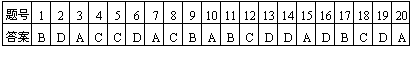 题号 1 2 3 4 5 6 7 8 9 10 11 12 13 14 15 16 17 18 19 20
答案 B D A C C D A C B A B C D D A D B C D A